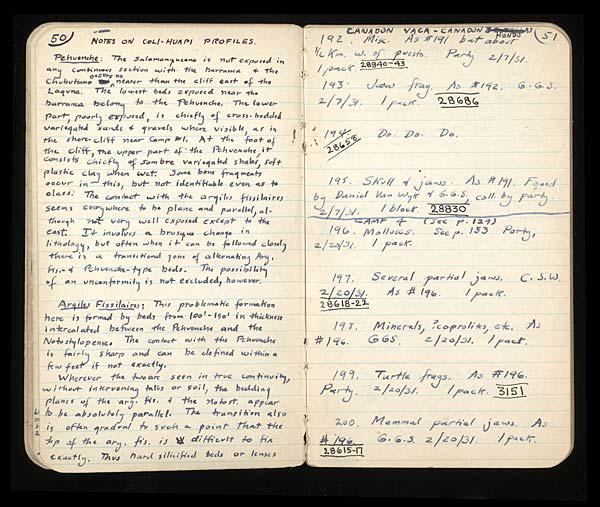 50
NOTES ON COLI-HUAPI PROFILES.
Pehuenche: The Salamanqueano is not exposed in
any continuous section with the barranca & the
Chubutiano nearer than the cliff east of the
Laguna. The lowest beds exposed near the
barranca belong to the Pehuenche. The lower
part, poorly exposed, is chiefly of cross-bedded
variegated sands & gravels where visible, as in
the shore-cliff near Camp #1. At the foot of
the cliff, the upper part of the Pehuenche, it
consists chiefly of sombre variegated shales, soft
plastic clay when wet. Some bone fragments
occur in this, but not identifiable even as to
class. The contact with the argiles fissilaires
seems everywhere to be plane and parallel, al-
though not very well exposed except to the
east. It involves a brusque change in
lithology, but often when it can be followed closely
there is a transitional zone of alternating Arg.
fis.- & Pehuenche-type beds. The possibility
of an unconformity is not excluded, however.
Argiles Fissilaires: This problematic formation
here is formed by beds from 100'-150' in thickness
intercalated between the Pehuenche and the
Notostylopense. The contact with the Pehuenche
is fairly sharp and can be defined within a
few feet if not exactly.
Wherever the two are seen in true continuity,
without intervening talus or soil, the bedding
planes of the arg. fis. & the notost. appear
to be absolutely parallel. The transition also
is often gradual to such a point that the
top of the arg. fis. is difficult to fix
exactly. Thus hard silicified beds or lenses
CANADON VACA - CANADON HONDO 51
192. Misc. As #191 but about
½ Km. w. of puesto. Party 2/7/31.
1 pack. 28940-43
193. Jaw frag. As #192. G.G.S.
2/7/31. 1 pack. 28686
194. Do. Do. Do.
28658
195. Skull & jaws. As #191. Found
by Daniel Van Wyk & G.G.S, coll by party.
2/7/31. 1 block. 28830
CAMP 4 (See p. 129)
196. Molluscs. See p. 153 Party,
2/20/31. 1 pack.
197. Several partial jaws. C.S.W.
2/20/31. As #196. 1 pack.
28618-22
198. Minerals, ?coprolites, etc. As
#196. GGS. 2/20/31. 1 pack.
199. Turtle frags. As #196.
Party. 2/20/31. 1 pack. 3151
200. Mammal partial jaws. As
#196. G.G.S. 2/20/31. 1 pack.
28615-17